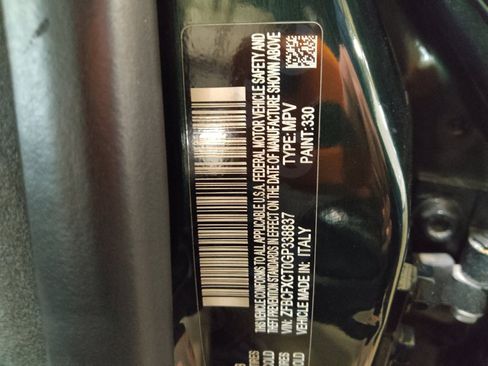 THIS VEHICLE CONFORMS TO ALL APPLICABLE U.S.A. FEDERAL MOTOR VEHICLE SAFETY AND
THEFT PREVENTION STANDARDS IN EFFECT ON THE DATE OF MANUFACTURE SHOWN ABOVE
VIN: ZFBCFXCT0GP338837 TYPE: MPV
VEHICLE MADE IN: ITALY PAINT: 330